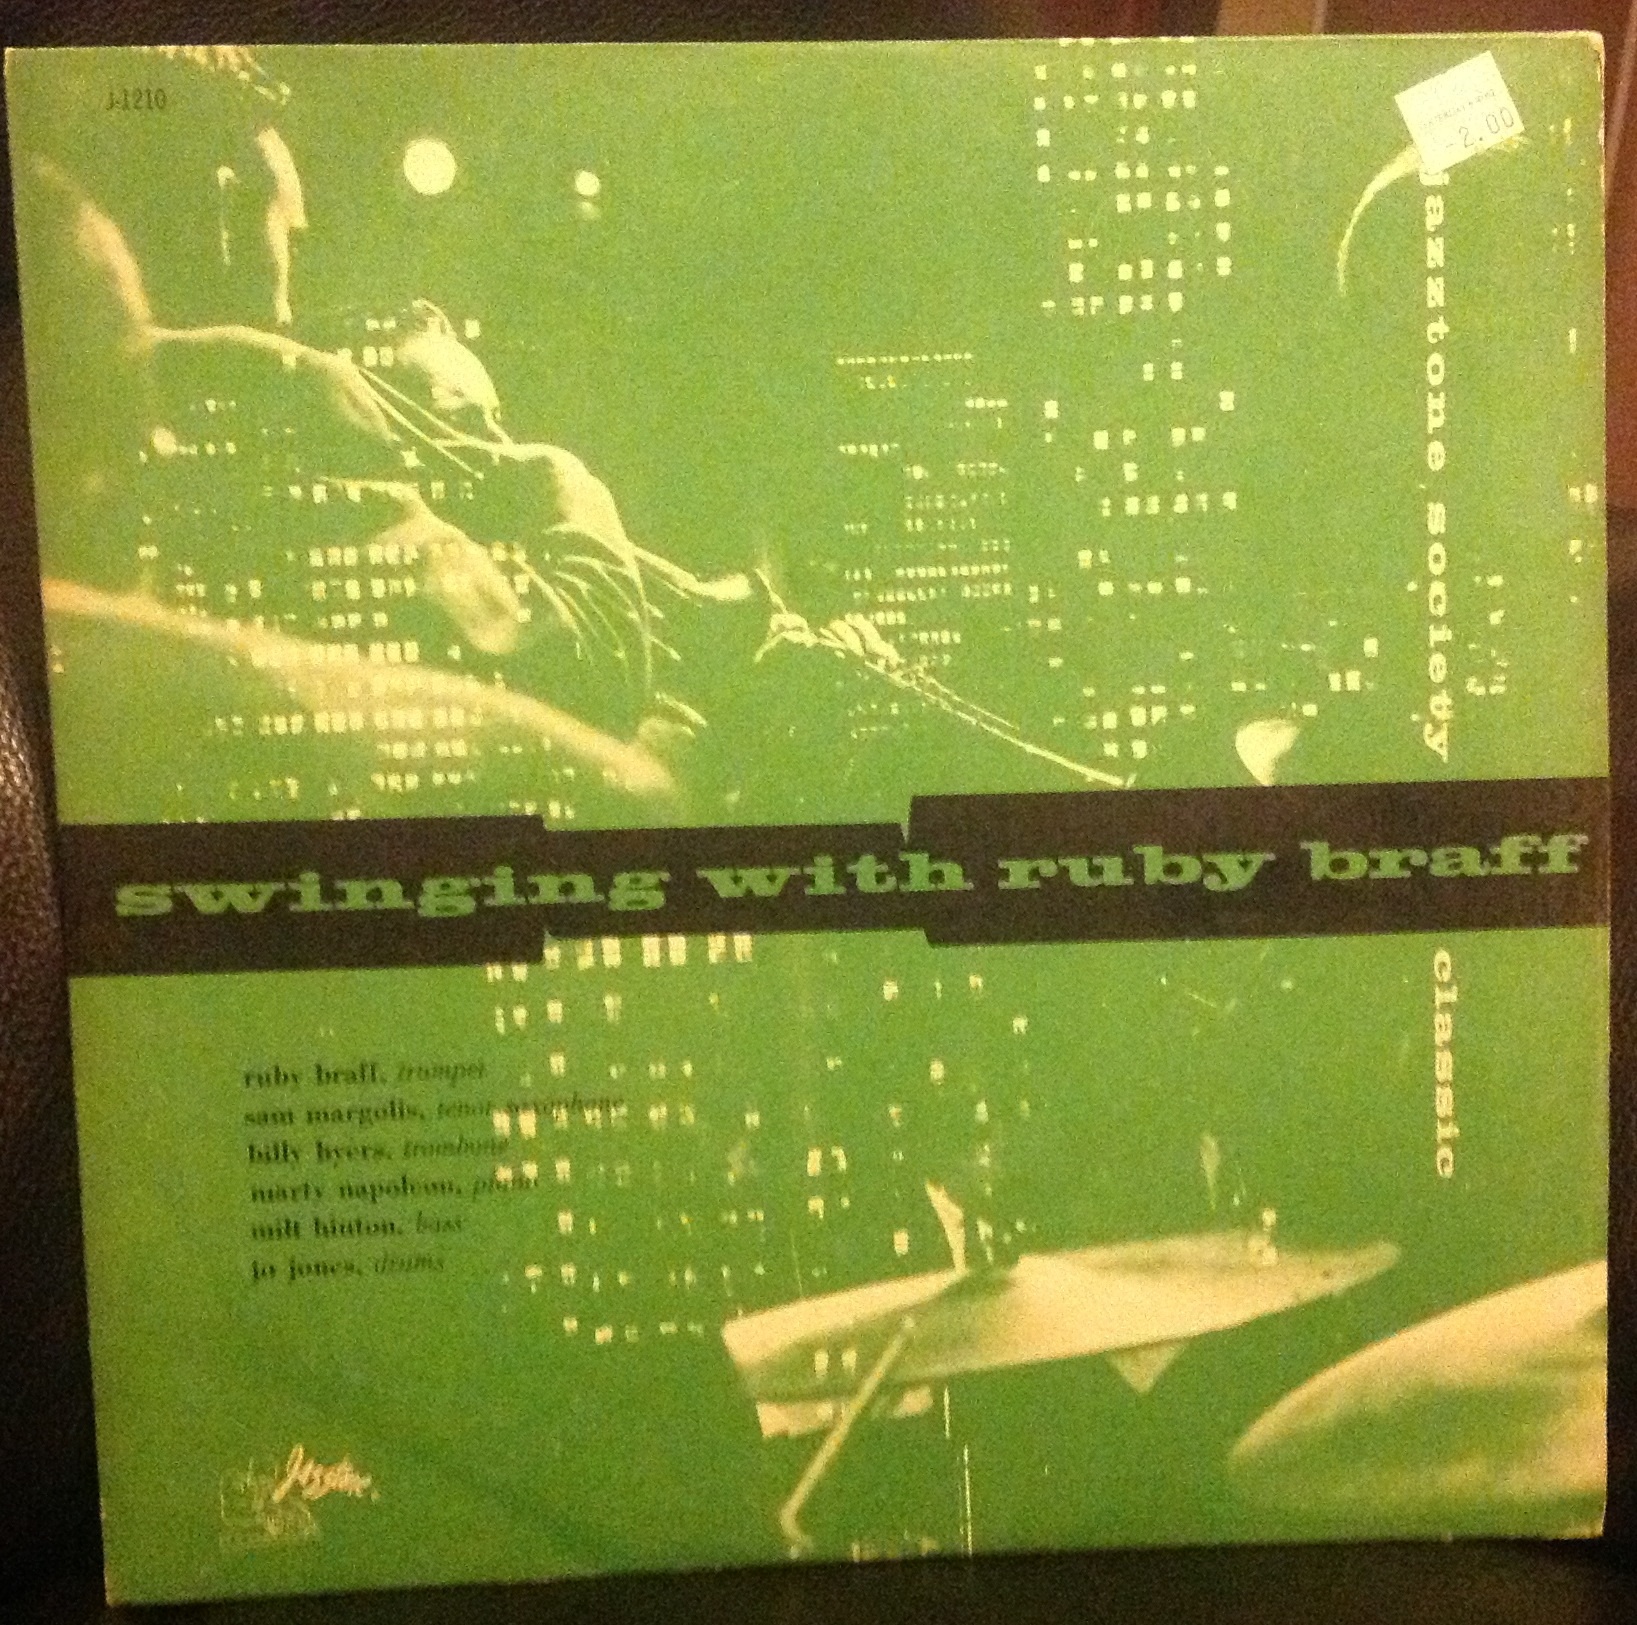 J-1210
2.00
jazztone society
swinging with ruby braff
classic
ruby braff, trumpet
sam margolis, tenor saxophone
billy byers, trombone
marty napoleon, piano
milt hinton, bass
jo jones, drums
Jazztone